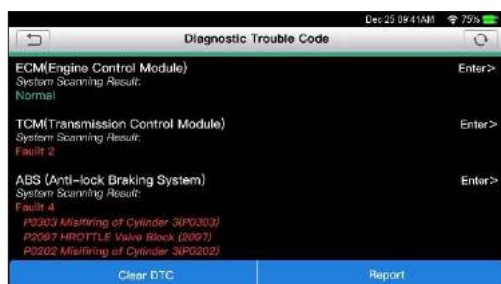 Dec 25 09:41AM 75%
Diagnostic Trouble Code
ECM(Engine Control Module)
Enter>
System Scanning Result:
Normal
TCM(Transmission Control Module)
Enter>
System Scanning Result:
Fault 2
ABS (Anti-lock Braking System)
Enter>
System Scanning Result:
Fault 4
P0303 Misfiring of Cylinder 3(P0303)
P2097 HROTTLE Valve Block (2097)
P0202 Misfiring of Cylinder 3(P0202)
Clear DTC
Report